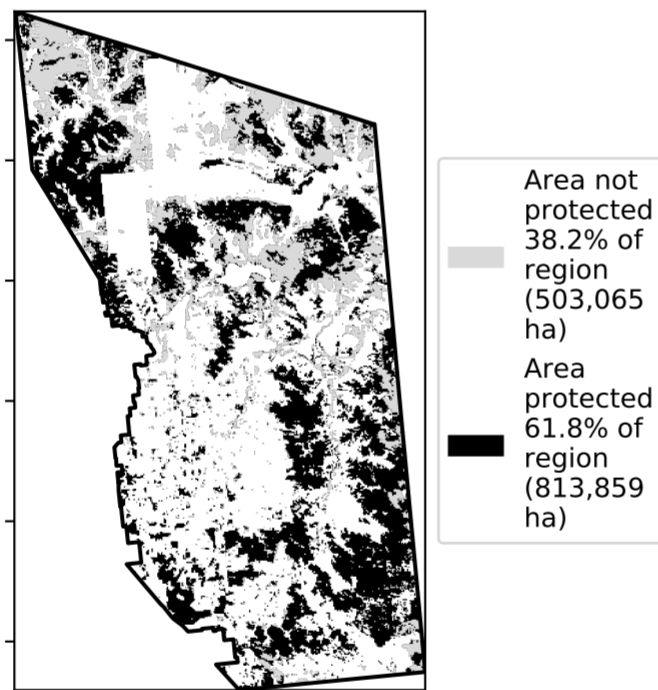 Area not
protected
38.2% of
region
(503,065
ha)
Area
protected
61.8% of
region
(813,859
ha)